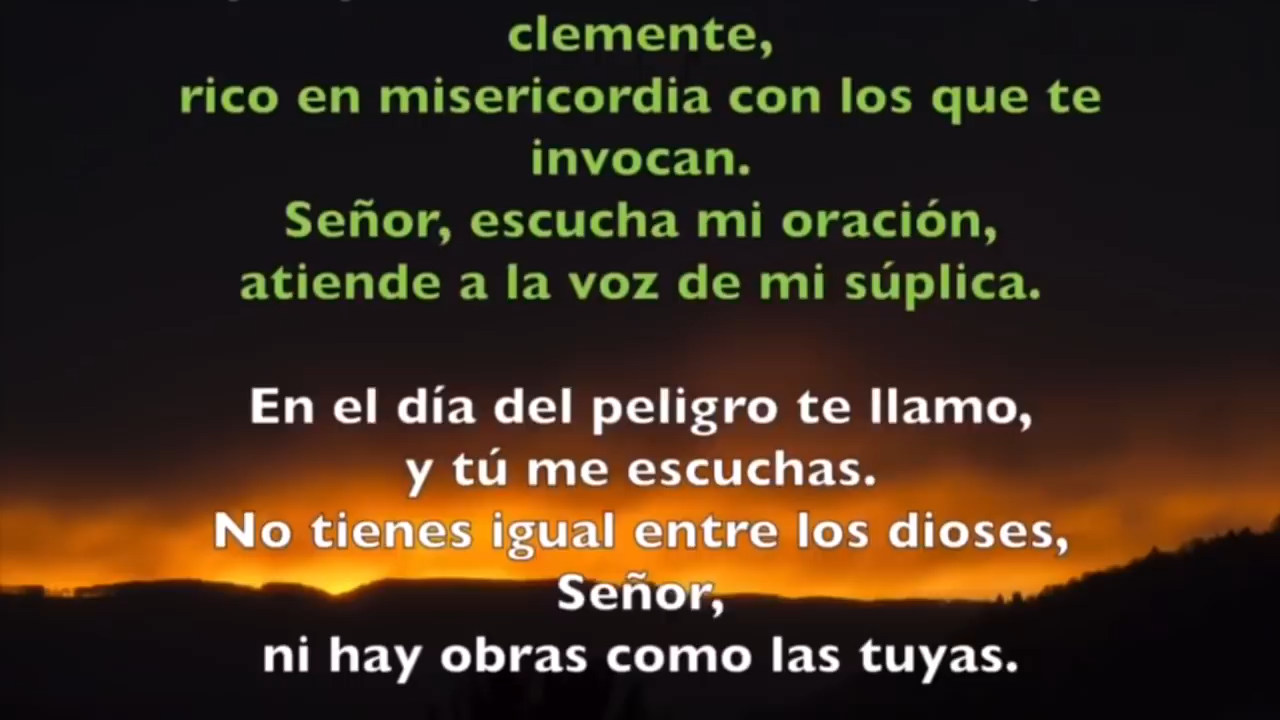 clemente,
rico en misericordia con los que te
invocan.
Señor, escucha mi oración,
atiende a la voz de mi súplica.
En el día del peligro te llamo,
y tú me escuchas.
No tienes igual entre los dioses,
Señor,
ni hay obras como las tuyas.